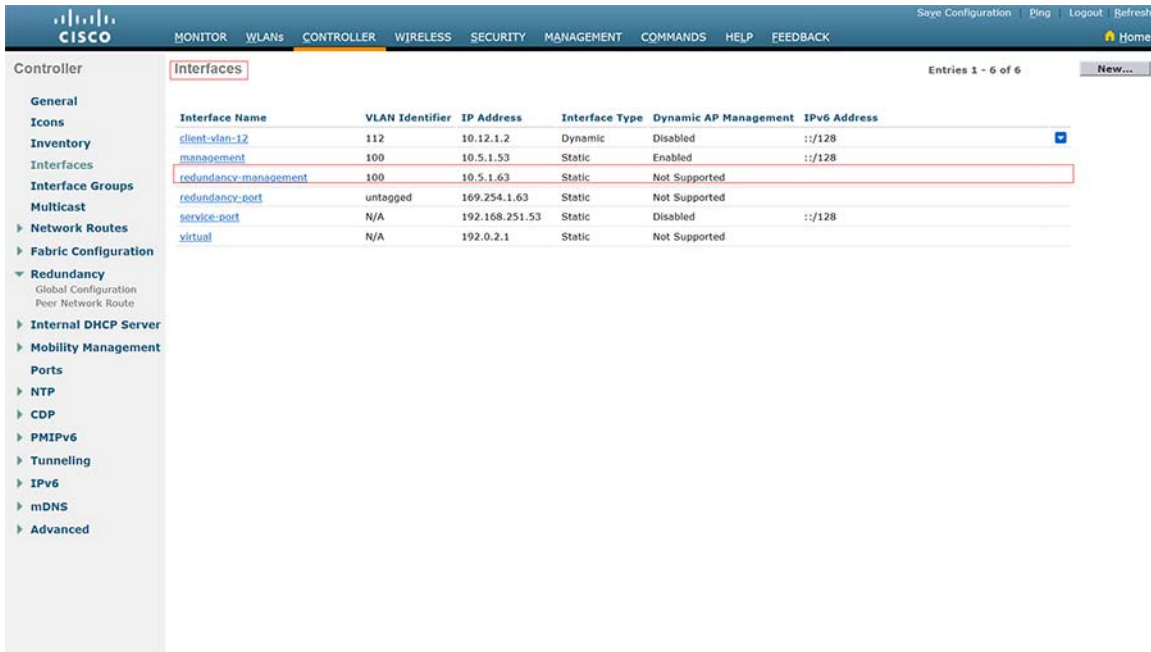 Save Configuration Ping Logout Refresh
CISCO MONITOR WLANs CONTROLLER WIRELESS SECURITY MANAGEMENT COMMANDS HELP FEEDBACK Home
Controller
General
Icons
Inventory
Interfaces
Interface Groups
Multicast
Network Routes
Fabric Configuration
Redundancy
Global Configuration
Peer Network Route
Internal DHCP Server
Mobility Management
Ports
NTP
CDP
PMIPv6
Tunneling
IPv6
mDNS
Advanced
Interfaces Entries 1 - 6 of 6 New...
Interface Name VLAN Identifier IP Address Interface Type Dynamic AP Management IPv6 Address
client-vlan-12 112 10.12.1.2 Dynamic Disabled ::/128
management 100 10.5.1.53 Static Enabled ::/128
redundancy-management 100 10.5.1.63 Static Not Supported
redundancy-port untagged 169.254.1.63 Static Not Supported
service-port N/A 192.168.251.53 Static Disabled ::/128
virtual N/A 192.0.2.1 Static Not Supported